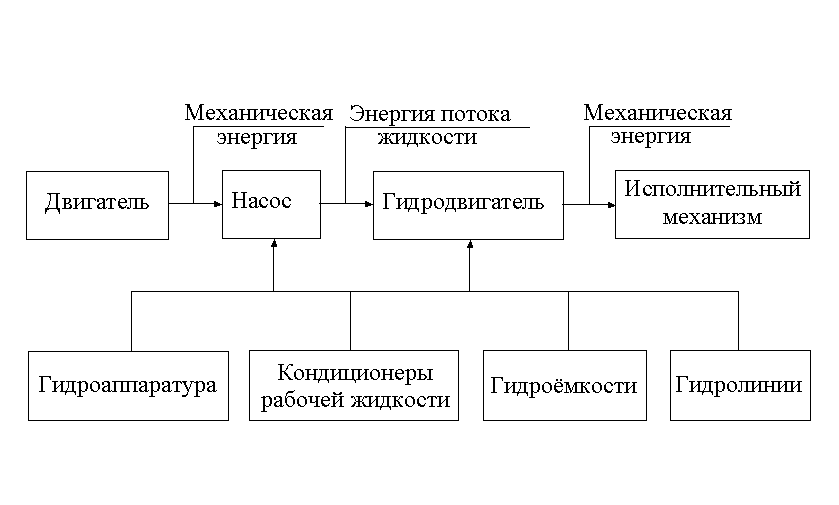 Механическая
энергия
Энергия потока
жидкости
Механическая
энергия
Двигатель
Насос
Гидродвигатель
Исполнительный
механизм
Гидроаппаратура
Кондиционеры
рабочей жидкости
Гидроёмкости
Гидролинии